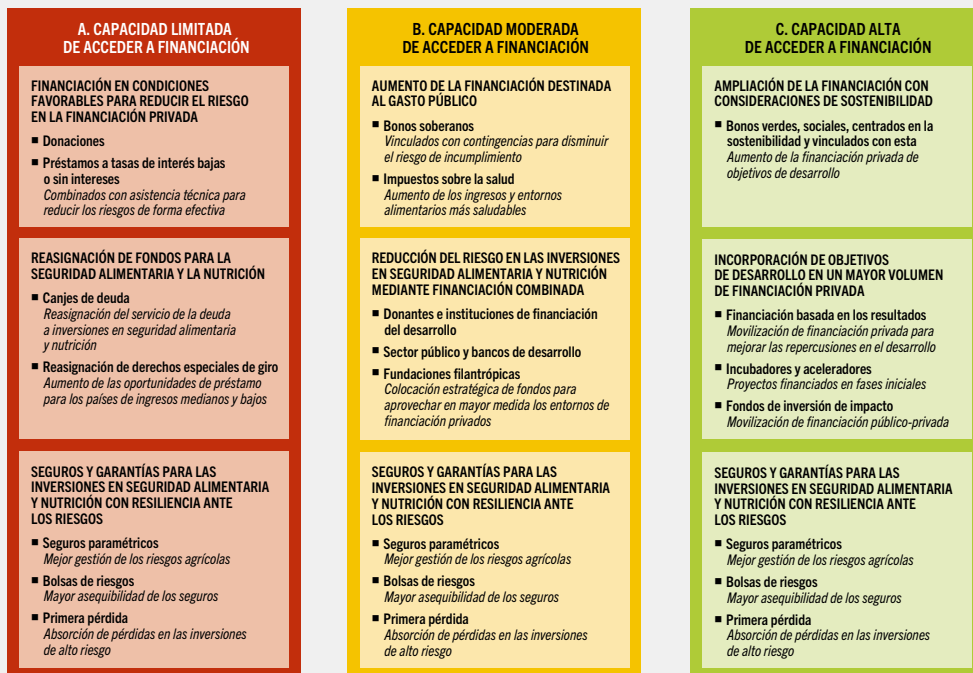 A. CAPACIDAD LIMITADA
DE ACCEDER A FINANCIACIÓN
FINANCIACIÓN EN CONDICIONES
FAVORABLES PARA REDUCIR EL RIESGO
EN LA FINANCIACIÓN PRIVADA
■ Donaciones
■ Préstamos a tasas de interés bajas
o sin intereses
Combinados con asistencia técnica para
reducir los riesgos de forma efectiva
REASIGNACIÓN DE FONDOS PARA LA
SEGURIDAD ALIMENTARIA Y LA NUTRICIÓN
■ Canjes de deuda
Reasignación del servicio de la deuda
a inversiones en seguridad alimentaria
y nutrición
■ Reasignación de derechos especiales de giro
Aumento de las oportunidades de préstamo
para los países de ingresos medianos y bajos
SEGUROS Y GARANTÍAS PARA LAS
INVERSIONES EN SEGURIDAD ALIMENTARIA
Y NUTRICIÓN CON RESILIENCIA ANTE
LOS RIESGOS
■ Seguros paramétricos
Mejor gestión de los riesgos agrícolas
■ Bolsas de riesgos
Mayor asequibilidad de los seguros
■ Primera pérdida
Absorción de pérdidas en las inversiones
de alto riesgo
B. CAPACIDAD MODERADA
DE ACCEDER A FINANCIACIÓN
AUMENTO DE LA FINANCIACIÓN DESTINADA
AL GASTO PÚBLICO
■ Bonos soberanos
Vinculados con contingencias para disminuir
el riesgo de incumplimiento
■ Impuestos sobre la salud
Aumento de los ingresos y entornos
alimentarios más saludables
REDUCCIÓN DEL RIESGO EN LAS INVERSIONES
EN SEGURIDAD ALIMENTARIA Y NUTRICIÓN
MEDIANTE FINANCIACIÓN COMBINADA
■ Donantes e instituciones de financiación
del desarrollo
■ Sector público y bancos de desarrollo
■ Fundaciones filantrópicas
Colocación estratégica de fondos para
aprovechar en mayor medida los entornos de
financiación privados
SEGUROS Y GARANTÍAS PARA LAS
INVERSIONES EN SEGURIDAD ALIMENTARIA
Y NUTRICIÓN CON RESILIENCIA ANTE
LOS RIESGOS
■ Seguros paramétricos
Mejor gestión de los riesgos agrícolas
■ Bolsas de riesgos
Mayor asequibilidad de los seguros
■ Primera pérdida
Absorción de pérdidas en las inversiones
de alto riesgo
C. CAPACIDAD ALTA
DE ACCEDER A FINANCIACIÓN
AMPLIACIÓN DE LA FINANCIACIÓN CON
CONSIDERACIONES DE SOSTENIBILIDAD
■ Bonos verdes, sociales, centrados en la
sostenibilidad y vinculados con esta
Aumento de la financiación privada de
objetivos de desarrollo
INCORPORACIÓN DE OBJETIVOS
DE DESARROLLO EN UN MAYOR VOLUMEN
DE FINANCIACIÓN PRIVADA
■ Financiación basada en los resultados
Movilización de financiación privada para
mejorar las repercusiones en el desarrollo
■ Incubadores y aceleradores
Proyectos financiados en fases iniciales
■ Fondos de inversión de impacto
Movilización de financiación público-privada
SEGUROS Y GARANTÍAS PARA LAS
INVERSIONES EN SEGURIDAD ALIMENTARIA
Y NUTRICIÓN CON RESILIENCIA ANTE
LOS RIESGOS
■ Seguros paramétricos
Mejor gestión de los riesgos agrícolas
■ Bolsas de riesgos
Mayor asequibilidad de los seguros
■ Primera pérdida
Absorción de pérdidas en las inversiones
de alto riesgo